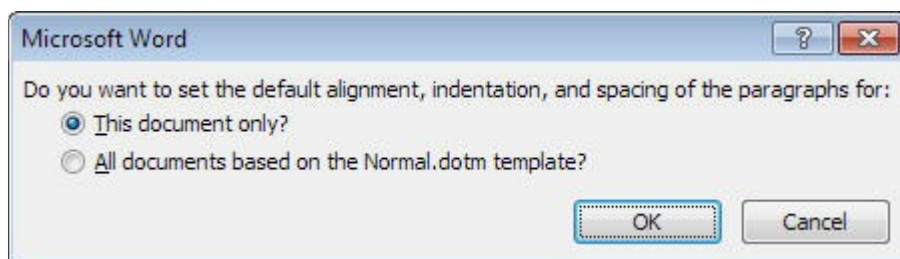 Microsoft Word
Do you want to set the default alignment, indentation, and spacing of the paragraphs for:
This document only?
All documents based on the Normal.dotm template?
OK Cancel